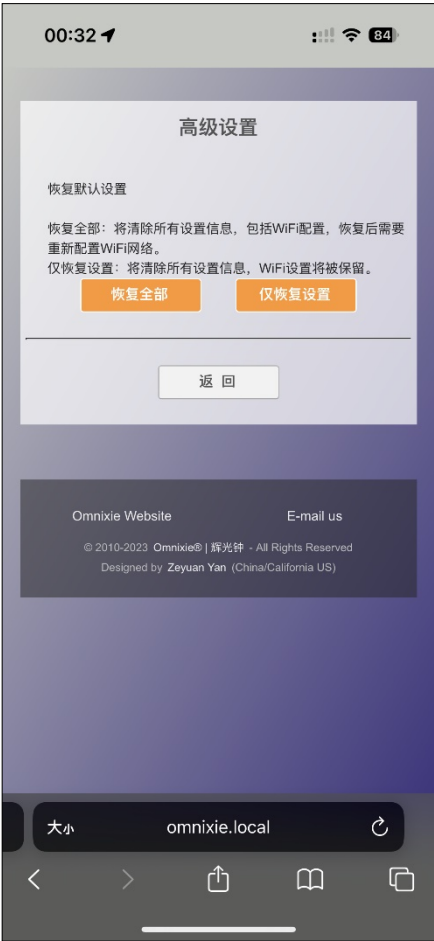 00:32
84
高级设置
恢复默认设置
恢复全部：将清除所有设置信息，包括WiFi配置，恢复后需要
重新配置WiFi网络。
仅恢复设置：将清除所有设置信息，WiFi设置将被保留。
恢复全部 仅恢复设置
返 回
Omnixie Website E-mail us
© 2010-2023 Omnixie® | 辉光钟 - All Rights Reserved
Designed by Zeyuan Yan (China/California US)
大小 omnixie.local